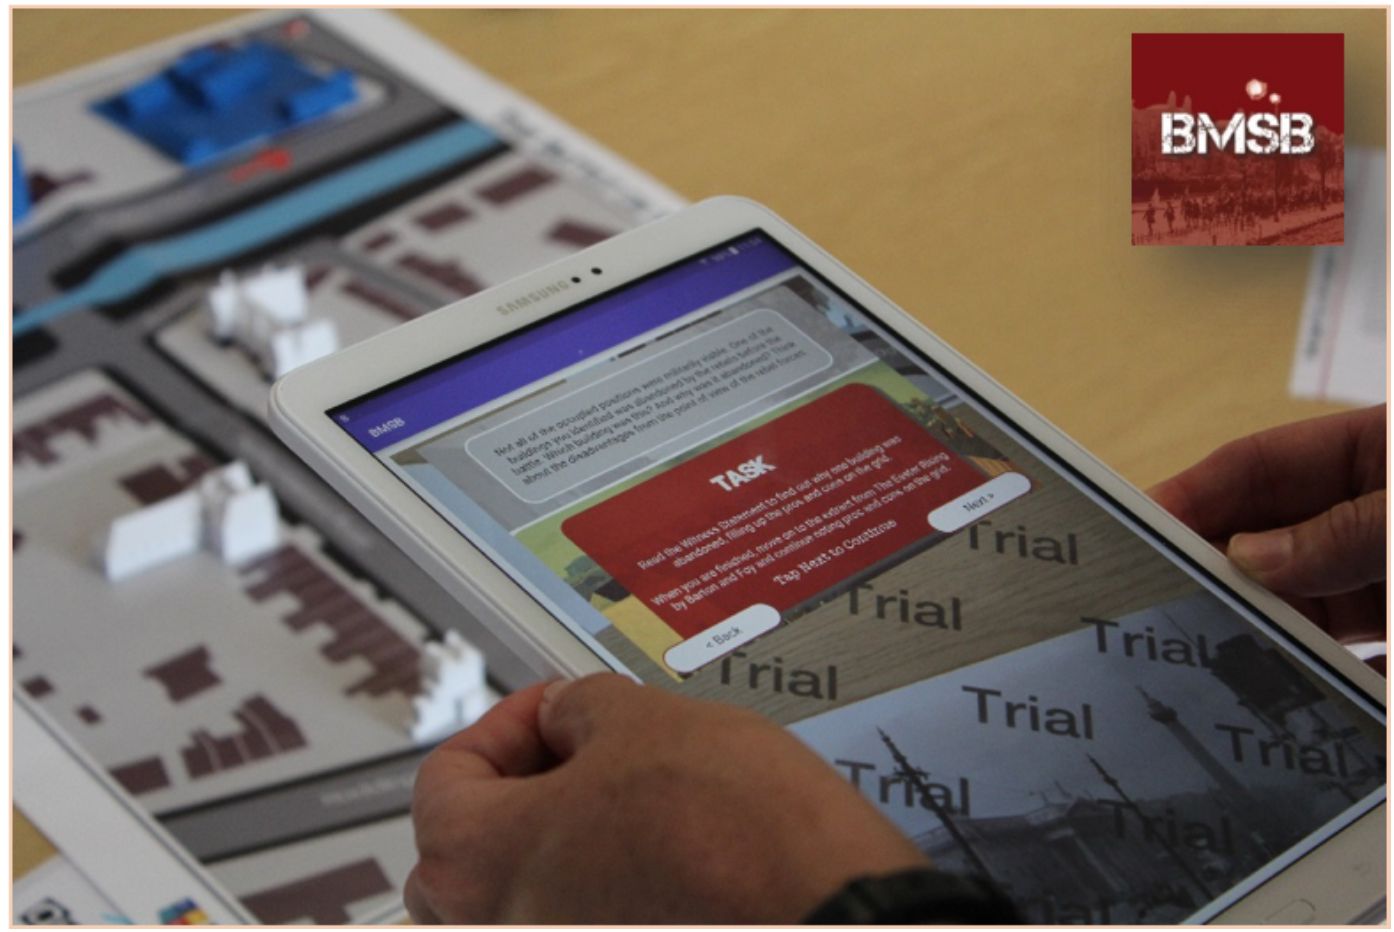 BMSB
SAMSUNG
BMSB
Not all of the occupied positions were militarily viable. One of the
buildings you identified was abandoned by the rebels before the
battle. Which building was this? And why was it abandoned? Think
about the disadvantages from the point of view of the rebel forces.
TASK
Read the Witness Statement to find out why one building was
abandoned, filling up the pros and cons on the grid.
When you are finished, move on to the extract from The Easter Rising
by Barton and Foy and continue noting pros and cons on the grid.
Tap Next to Continue
< Back
Next >
Trial
Trial
Trial
Trial
Trial
Trial
Trial
Trial
Trial